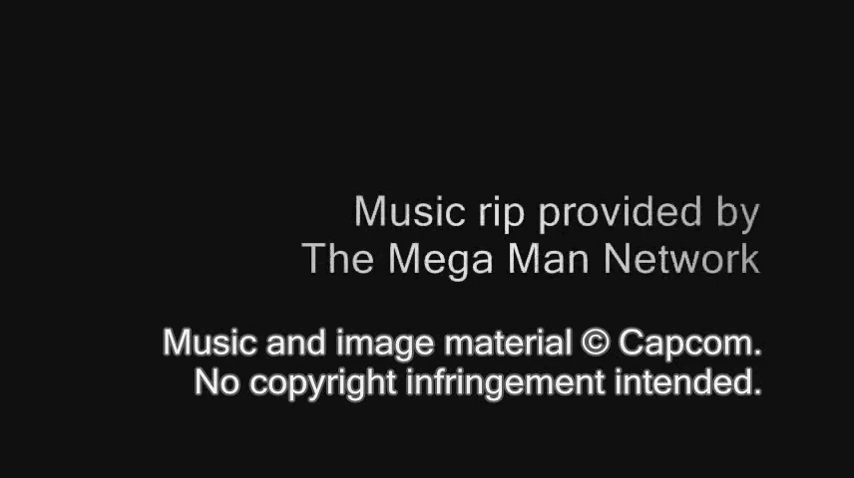 Music rip provided by
The Mega Man Network
Music and image material © Capcom.
No copyright infringement intended.